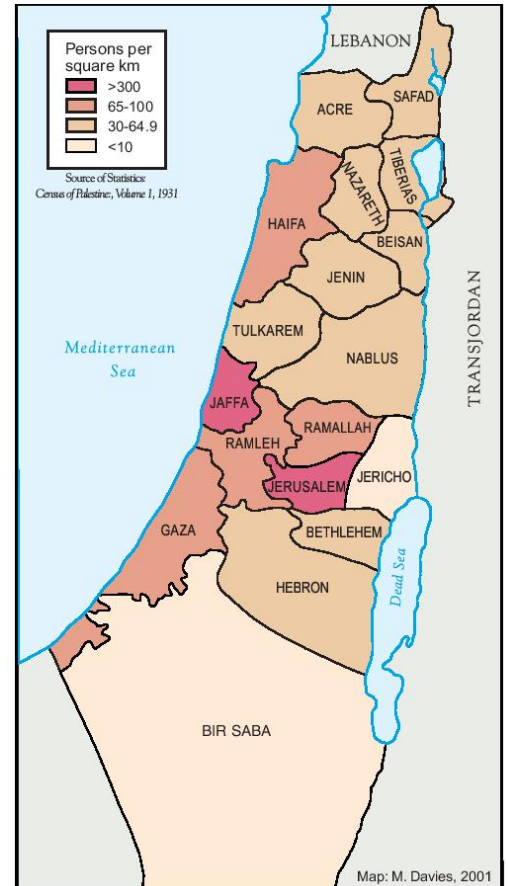 Persons per
square km
>300
65-100
30-64.9
<10
Source of Statistics:
Census of Palestine:, Volume 1, 1931
LEBANON
ACRE
SAFAD
NAZARETH
TIBERIAS
HAIFA
BEISAN
JENIN
TULKAREM
NABLUS
Mediterranean
Sea
TRANSJORDAN
JAFFA
RAMLEH
RAMALLAH
JERUSALEM
JERICHO
GAZA
BETHLEHEM
HEBRON
Dead Sea
BIR SABA
Map: M. Davies, 2001